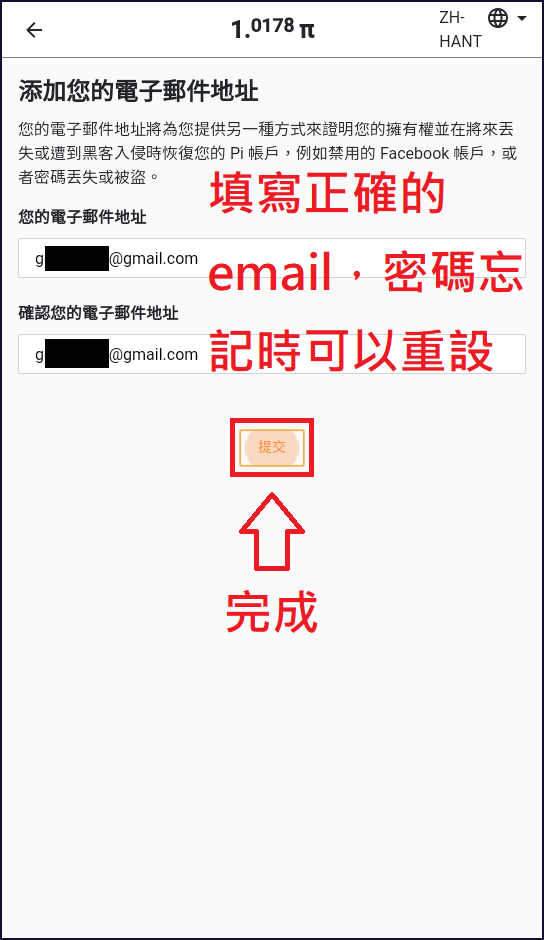 1.0178 π
ZH-
HANT
添加您的電子郵件地址
您的電子郵件地址將為您提供另一種方式來證明您的擁有權並在將來丟
失或遭到黑客入侵時恢復您的 Pi 帳戶，例如禁用的 Facebook 帳戶，或
者密碼丟失或被盜。
填寫正確的
您的電子郵件地址
g @gmail.com
email，密碼忘
確認您的電子郵件地址
g @gmail.com
記時可以重設
提交
完成